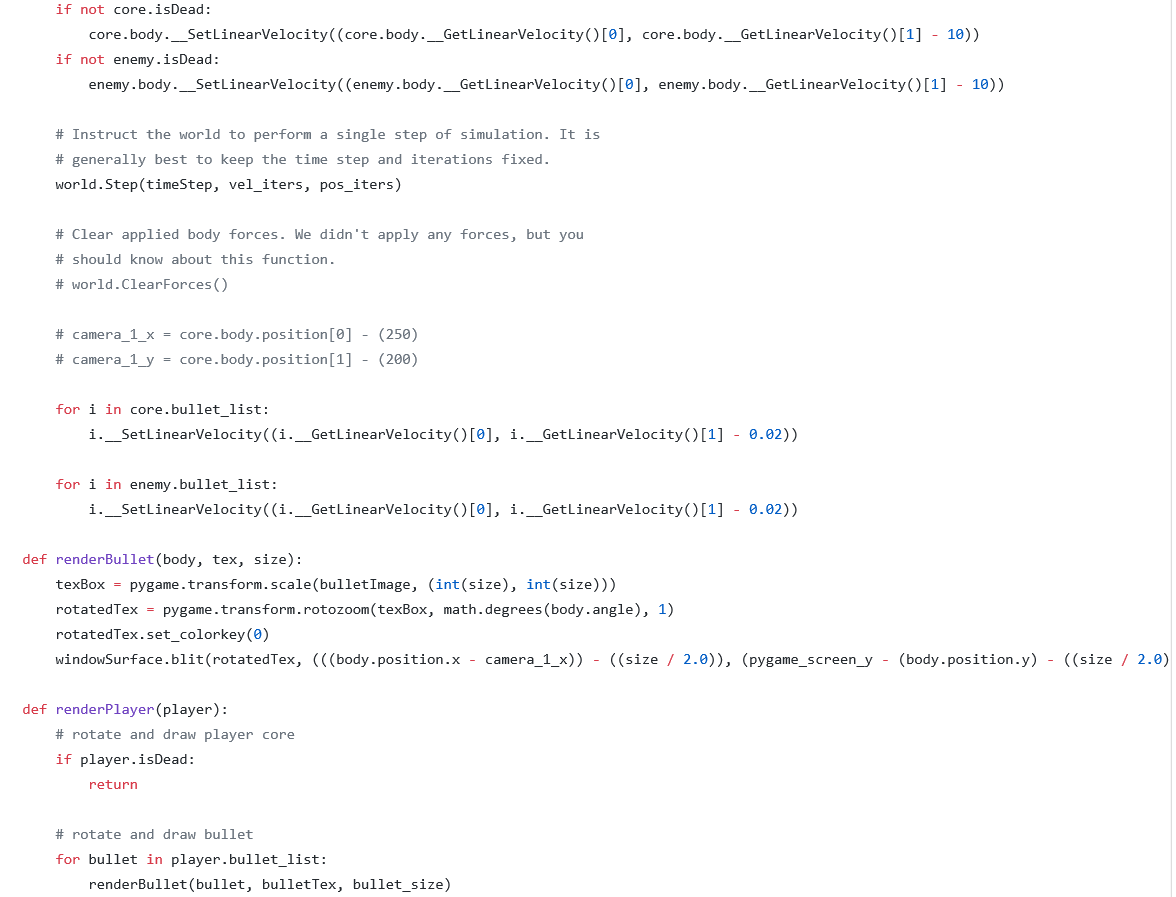 if not core.isDead:
core.body.__SetLinearVelocity((core.body.__GetLinearVelocity()[0], core.body.__GetLinearVelocity()[1] - 10))
if not enemy.isDead:
enemy.body.__SetLinearVelocity((enemy.body.__GetLinearVelocity()[0], enemy.body.__GetLinearVelocity()[1] - 10))
# Instruct the world to perform a single step of simulation. It is
# generally best to keep the time step and iterations fixed.
world.Step(timeStep, vel_iters, pos_iters)
# Clear applied body forces. We didn't apply any forces, but you
# should know about this function.
# world.ClearForces()
# camera_1_x = core.body.position[0] - (250)
# camera_1_y = core.body.position[1] - (200)
for i in core.bullet_list:
i.__SetLinearVelocity((i.__GetLinearVelocity()[0], i.__GetLinearVelocity()[1] - 0.02))
for i in enemy.bullet_list:
i.__SetLinearVelocity((i.__GetLinearVelocity()[0], i.__GetLinearVelocity()[1] - 0.02))
def renderBullet(body, tex, size):
texBox = pygame.transform.scale(bulletImage, (int(size), int(size)))
rotatedTex = pygame.transform.rotozoom(texBox, math.degrees(body.angle), 1)
rotatedTex.set_colorkey(0)
windowSurface.blit(rotatedTex, (((body.position.x - camera_1_x)) - ((size / 2.0)), (pygame_screen_y - (body.position.y) - ((size / 2.0)
def renderPlayer(player):
# rotate and draw player core
if player.isDead:
return
# rotate and draw bullet
for bullet in player.bullet_list:
renderBullet(bullet, bulletTex, bullet_size)